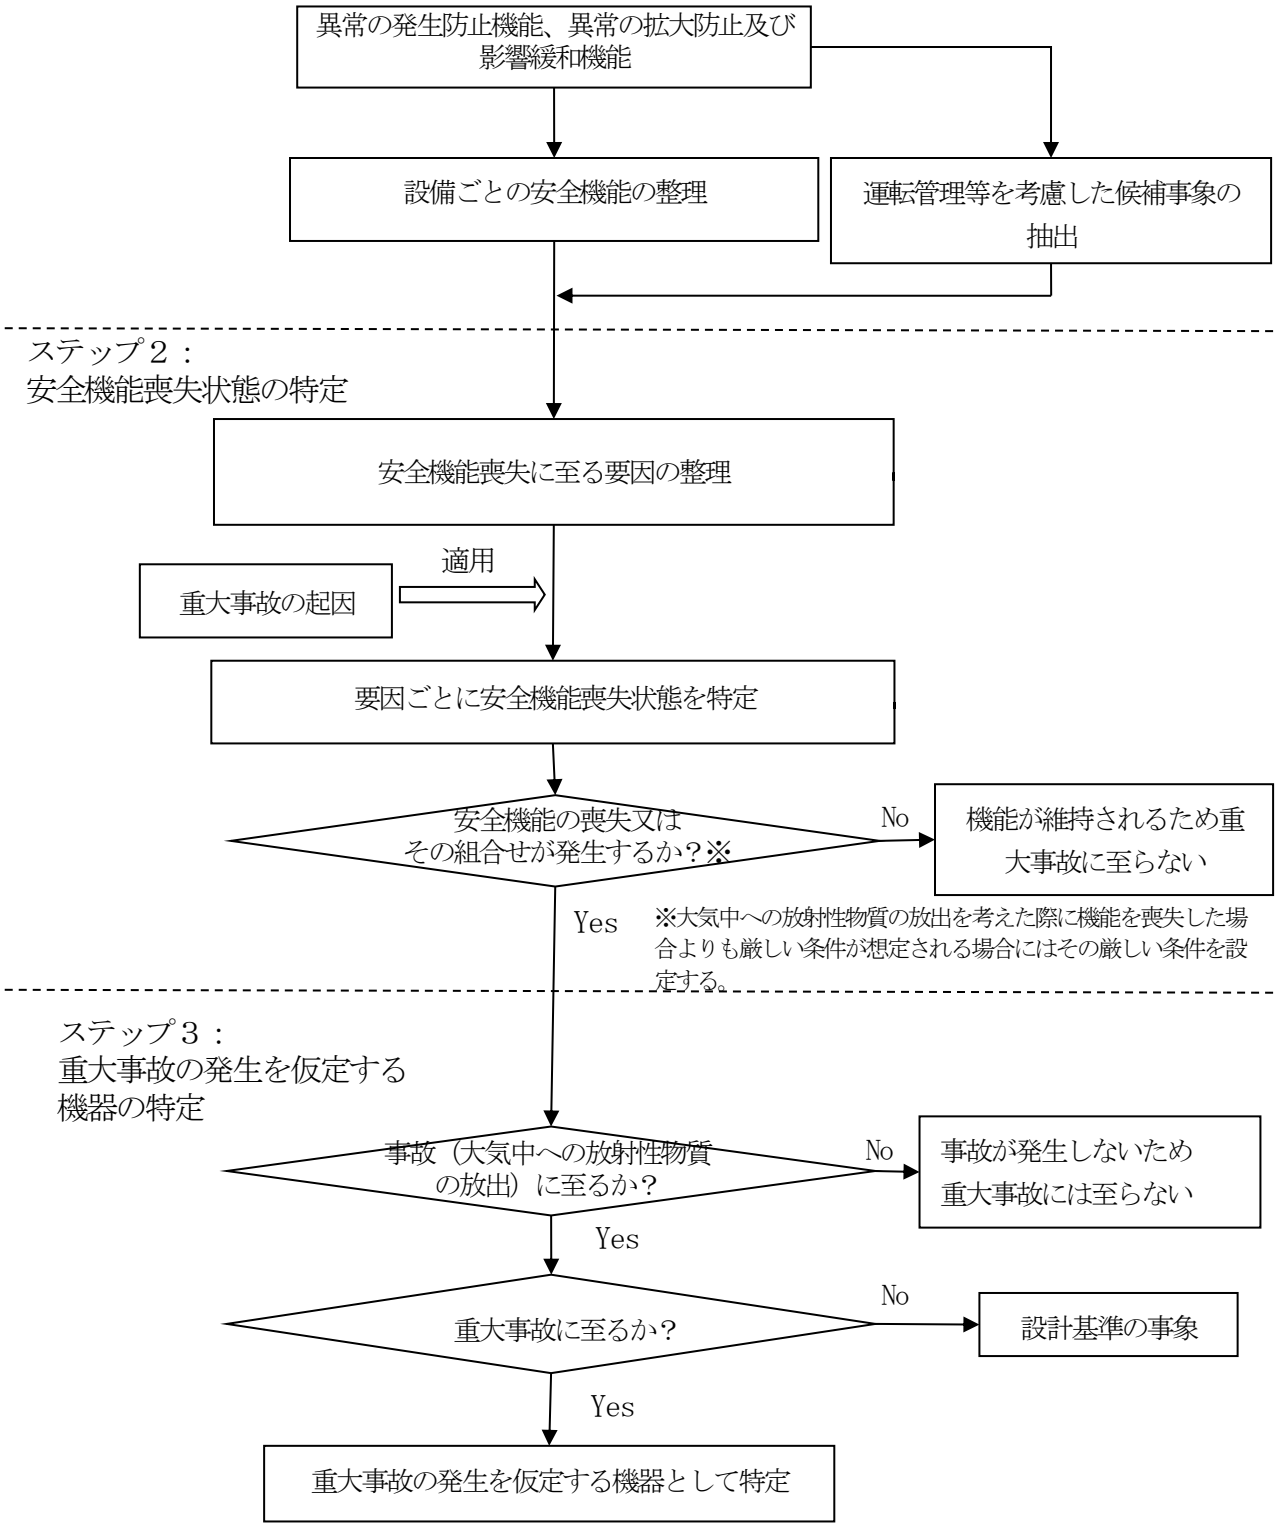 異常の発生防止機能、異常の拡大防止及び
影響緩和機能
設備ごとの安全機能の整理
運転管理等を考慮した候補事象の
抽出
ステップ２：
安全機能喪失状態の特定
安全機能喪失に至る要因の整理
適用
重大事故の起因
要因ごとに安全機能喪失状態を特定
安全機能の喪失又は
その組合せが発生するか？※
No
機能が維持されるため重
大事故に至らない
Yes
※大気中への放射性物質の放出を考えた際に機能を喪失した場
合よりも厳しい条件が想定される場合にはその厳しい条件を設
定する。
ステップ３：
重大事故の発生を仮定する
機器の特定
事故（大気中への放射性物質
の放出）に至るか？
No
事故が発生しないため
重大事故には至らない
Yes
重大事故に至るか？
No
設計基準の事象
Yes
重大事故の発生を仮定する機器として特定